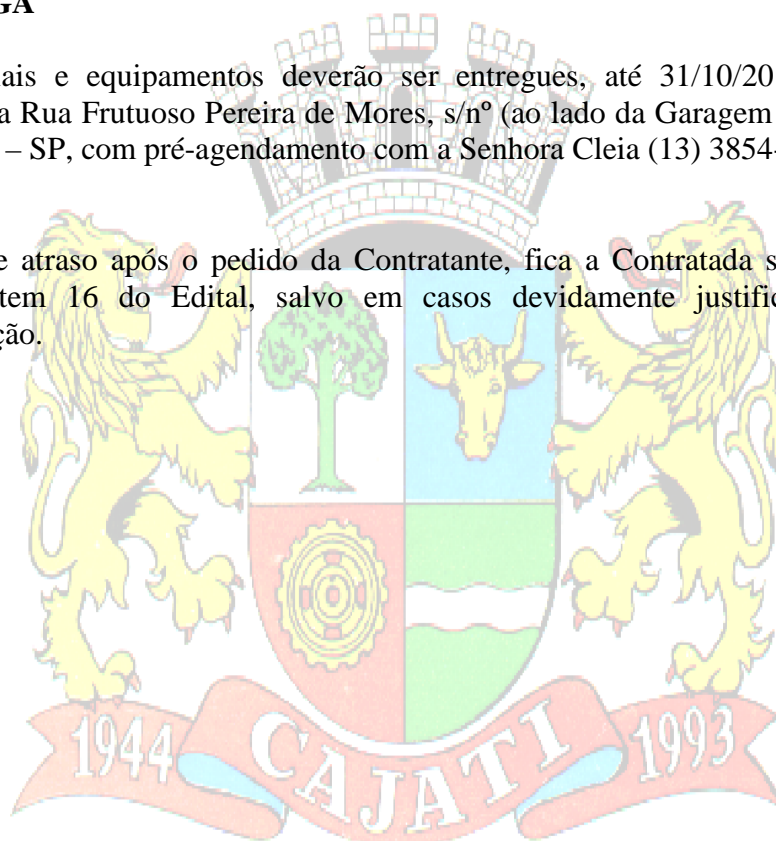 GA
ais e equipamentos deverão ser entregues, até 31/10/20
a Rua Frutuoso Pereira de Mores, s/nº (ao lado da Garagem
– SP, com pré-agendamento com a Senhora Cleia (13) 3854-
e atraso após o pedido da Contratante, fica a Contratada s
tem 16 do Edital, salvo em casos devidamente justific
ção.
1944 CAJATI 1993